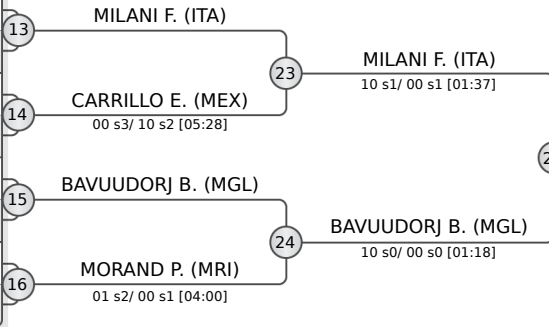 MILANI F. (ITA)
13
23
MILANI F. (ITA)
10 s1/ 00 s1 [01:37]
CARRILLO E. (MEX)
14
00 s3/ 10 s2 [05:28]
BAVUUDORJ B. (MGL)
15
24
BAVUUDORJ B. (MGL)
10 s0/ 00 s0 [01:18]
MORAND P. (MRI)
16
01 s2/ 00 s1 [04:00]